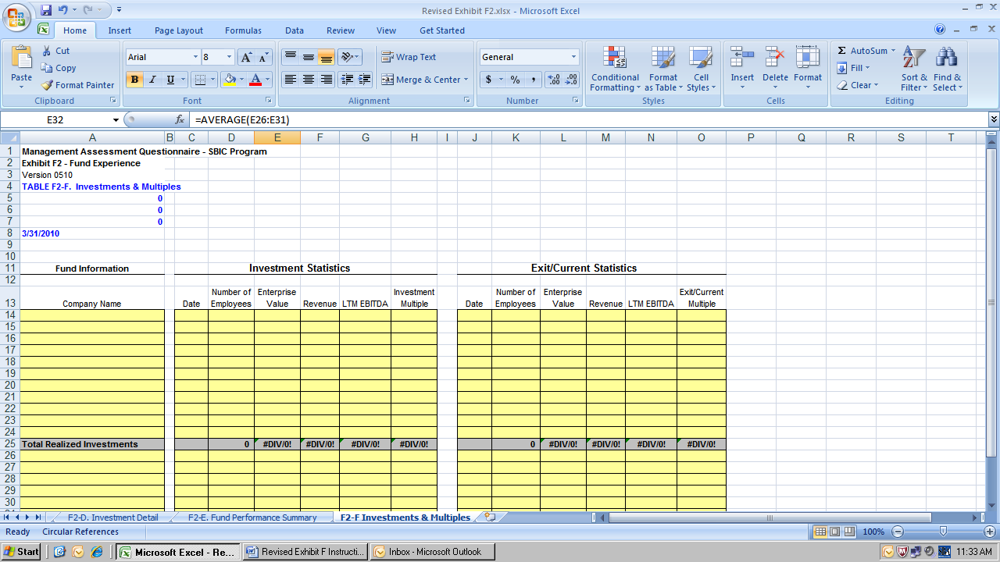 Revised Exhibit F2.xlsx - Microsoft Excel
Home Insert Page Layout Formulas Data Review View Get Started
Paste Cut Copy Format Painter
Arial 8
B I U
Wrap Text
Merge & Center
General
$ % ,
Conditional Formatting Format as Table Cell Styles
Insert Delete Format
Σ AutoSum Fill Clear Sort & Filter Find & Select
Clipboard Font Alignment Number Styles Cells Editing
E32 fx =AVERAGE(E26:E31)
A B C D E F G H I J K L M N O P Q R S T
1 Management Assessment Questionnaire - SBIC Program
2 Exhibit F2 - Fund Experience
3 Version 0510
4 TABLE F2-F. Investments & Multiples
5 0
6 0
7 0
8 3/31/2010
9
10
11 Fund Information Investment Statistics Exit/Current Statistics
12
13 Company Name Date Number of Employees Enterprise Value Revenue LTM EBITDA Investment Multiple Date Number of Employees Enterprise Value Revenue LTM EBITDA Exit/Current Multiple
14
15
16
17
18
19
20
21
22
23
24
25 Total Realized Investments 0 #DIV/0! #DIV/0! #DIV/0! #DIV/0! 0 #DIV/0! #DIV/0! #DIV/0! #DIV/0!
26
27
28
29
30
F2-D. Investment Detail F2-E. Fund Performance Summary F2-F Investments & Multiples
Ready Circular References 100%
Start Microsoft Excel - Re... Revised Exhibit F Instructi... Inbox - Microsoft Outlook 11:33 AM